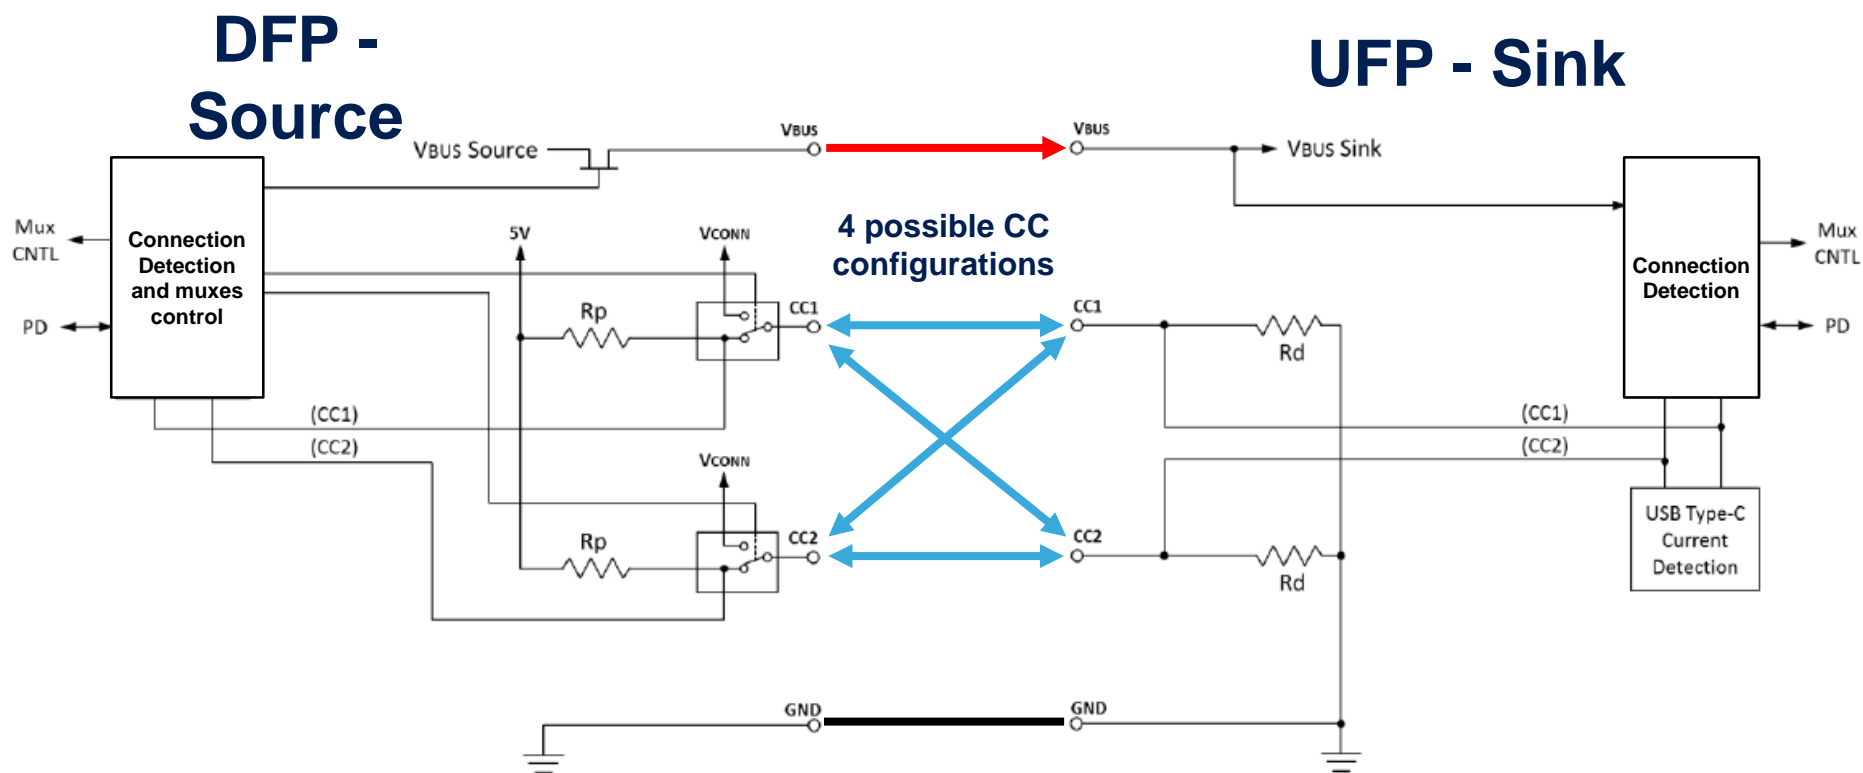 DFP -
Source
UFP - Sink
VBUS Source
VBUS
VBUS
VBUS Sink
Mux
CNTL
PD
Connection
Detection
and muxes
control
5V
VCONN
Rp
CC1
4 possible CC
configurations
CC1
Rd
Connection
Detection
Mux
CNTL
PD
(CC1)
(CC2)
(CC1)
(CC2)
VCONN
Rp
CC2
CC2
Rd
USB Type-C
Current
Detection
GND
GND